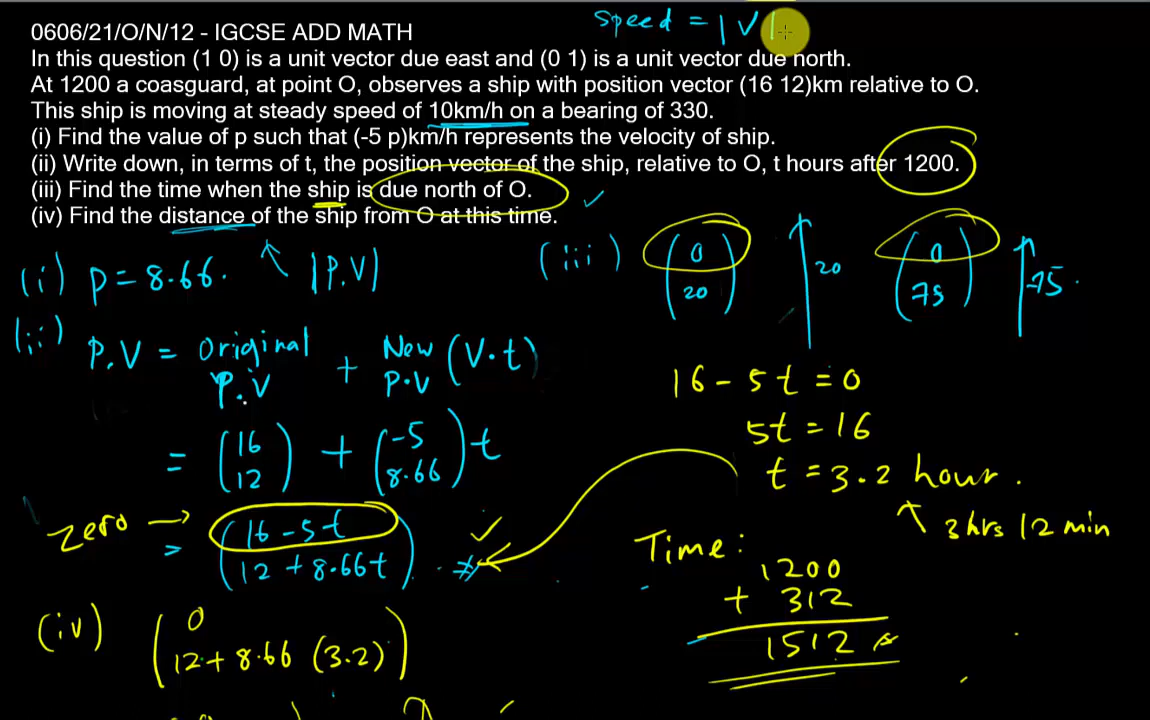 0606/21/O/N/12 - IGCSE ADD MATH
Speed = |V|
In this question (1 0) is a unit vector due east and (0 1) is a unit vector due north.
At 1200 a coasguard, at point O, observes a ship with position vector (16 12)km relative to O.
This ship is moving at steady speed of 10km/h on a bearing of 330.
(i) Find the value of p such that (-5 p)km/h represents the velocity of ship.
(ii) Write down, in terms of t, the position vector of the ship, relative to O, t hours after 1200.
(iii) Find the time when the ship is due north of O.
(iv) Find the distance of the ship from O at this time.
(i) p = 8.66.
|P.V|
(ii) P.V = Original P.V + New P.V (V.t)
= (16 12) + (-5 8.66) t
zero → = (16 - 5t
12 + 8.66t)
(iii) (0 20) 20 (0 75) 75.
16 - 5t = 0
5t = 16
t = 3.2 hour.
3hrs 12 min
Time:
1200
+ 312
1512
(iv) (0
12 + 8.66 (3.2))